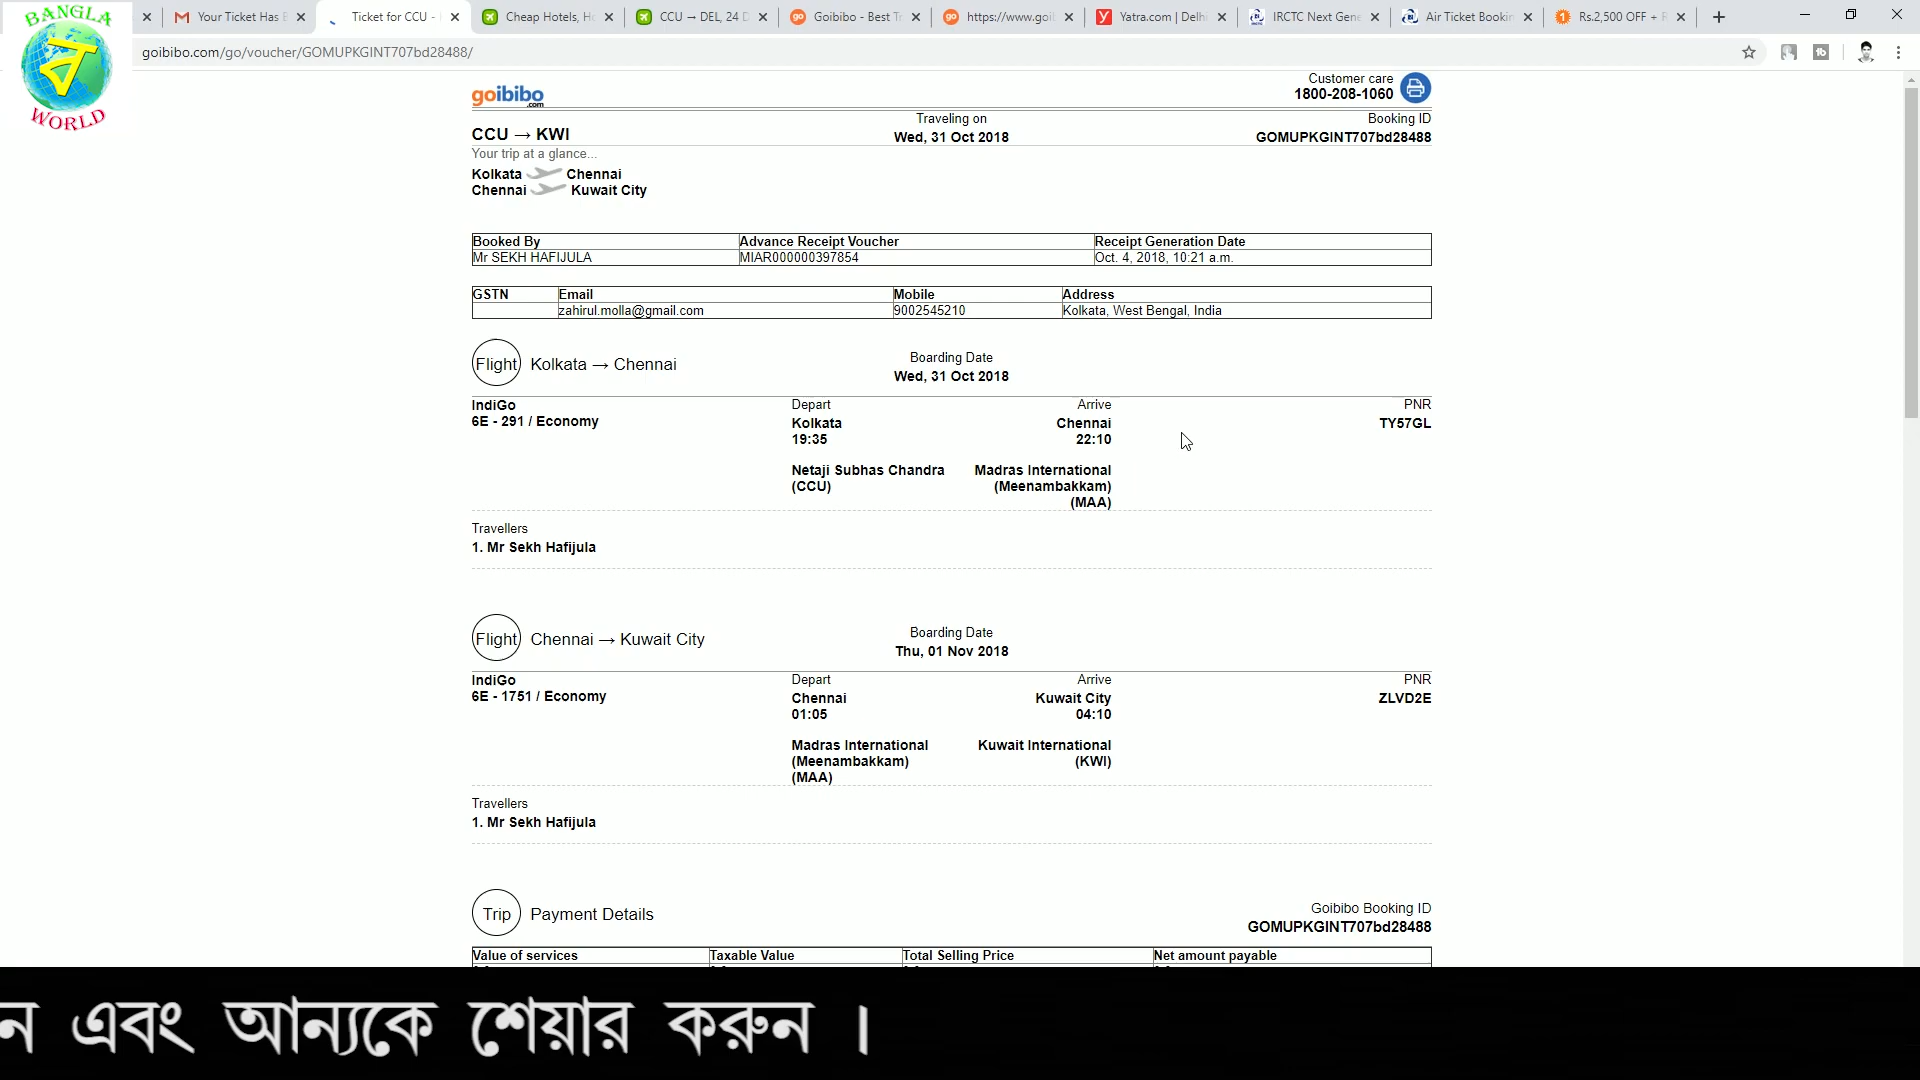 BANGLA
WORLD
Your Ticket Has
Ticket for CCU -
Cheap Hotels, H
CCU → DEL, 24 D
Goibibo - Best Tr
https://www.goi
Yatra.com | Delhi
IRCTC Next Gene
Air Ticket Bookin
Rs.2,500 OFF +
goibibo.com/go/voucher/GOMUPKGINT707bd28488/
goibibo.com
Customer care
1800-208-1060
CCU → KWI
Traveling on
Wed, 31 Oct 2018
Booking ID
GOMUPKGINT707bd28488
Your trip at a glance...
Kolkata Chennai
Chennai Kuwait City
Booked By Advance Receipt Voucher Receipt Generation Date
Mr SEKH HAFIJULA MIAR000000397854 Oct. 4, 2018, 10:21 a.m.
GSTN Email Mobile Address
zahirul.molla@gmail.com 9002545210 Kolkata, West Bengal, India
Flight Kolkata → Chennai
Boarding Date
Wed, 31 Oct 2018
IndiGo
6E - 291 / Economy
Depart
Kolkata
19:35
Netaji Subhas Chandra
(CCU)
Arrive
Chennai
22:10
Madras International
(Meenambakkam)
(MAA)
PNR
TY57GL
Travellers
1. Mr Sekh Hafijula
Flight Chennai → Kuwait City
Boarding Date
Thu, 01 Nov 2018
IndiGo
6E - 1751 / Economy
Depart
Chennai
01:05
Madras International
(Meenambakkam)
(MAA)
Arrive
Kuwait City
04:10
Kuwait International
(KWI)
PNR
ZLVD2E
Travellers
1. Mr Sekh Hafijula
Trip Payment Details
Goibibo Booking ID
GOMUPKGINT707bd28488
Value of services Taxable Value Total Selling Price Net amount payable
ন এবং আন্যকে শেয়ার করুন ।